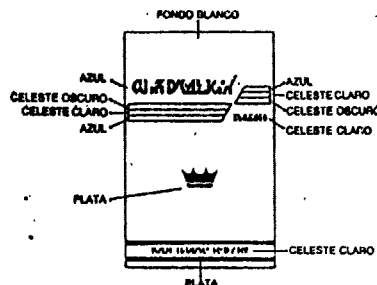 FONDO BLANCO
AZUL
CELESTE OSCURO
CELESTE CLARO
AZUL
AZUL
CELESTE CLARO
CELESTE OSCURO
CELESTE CLARO
PLATA
CELESTE CLARO
PLATA